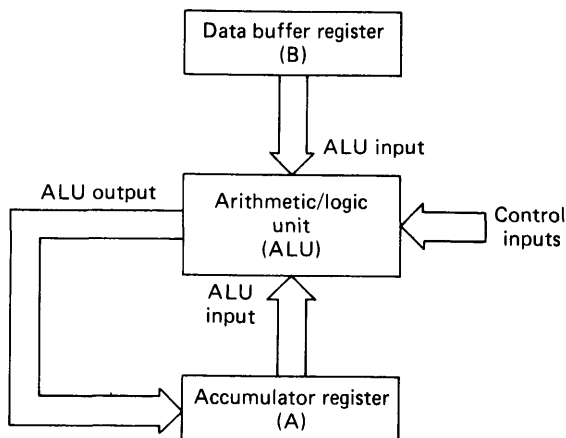 Data buffer register
(B)
ALU input
ALU output
Arithmetic/logic
unit
(ALU)
Control
inputs
ALU
input
Accumulator register
(A)